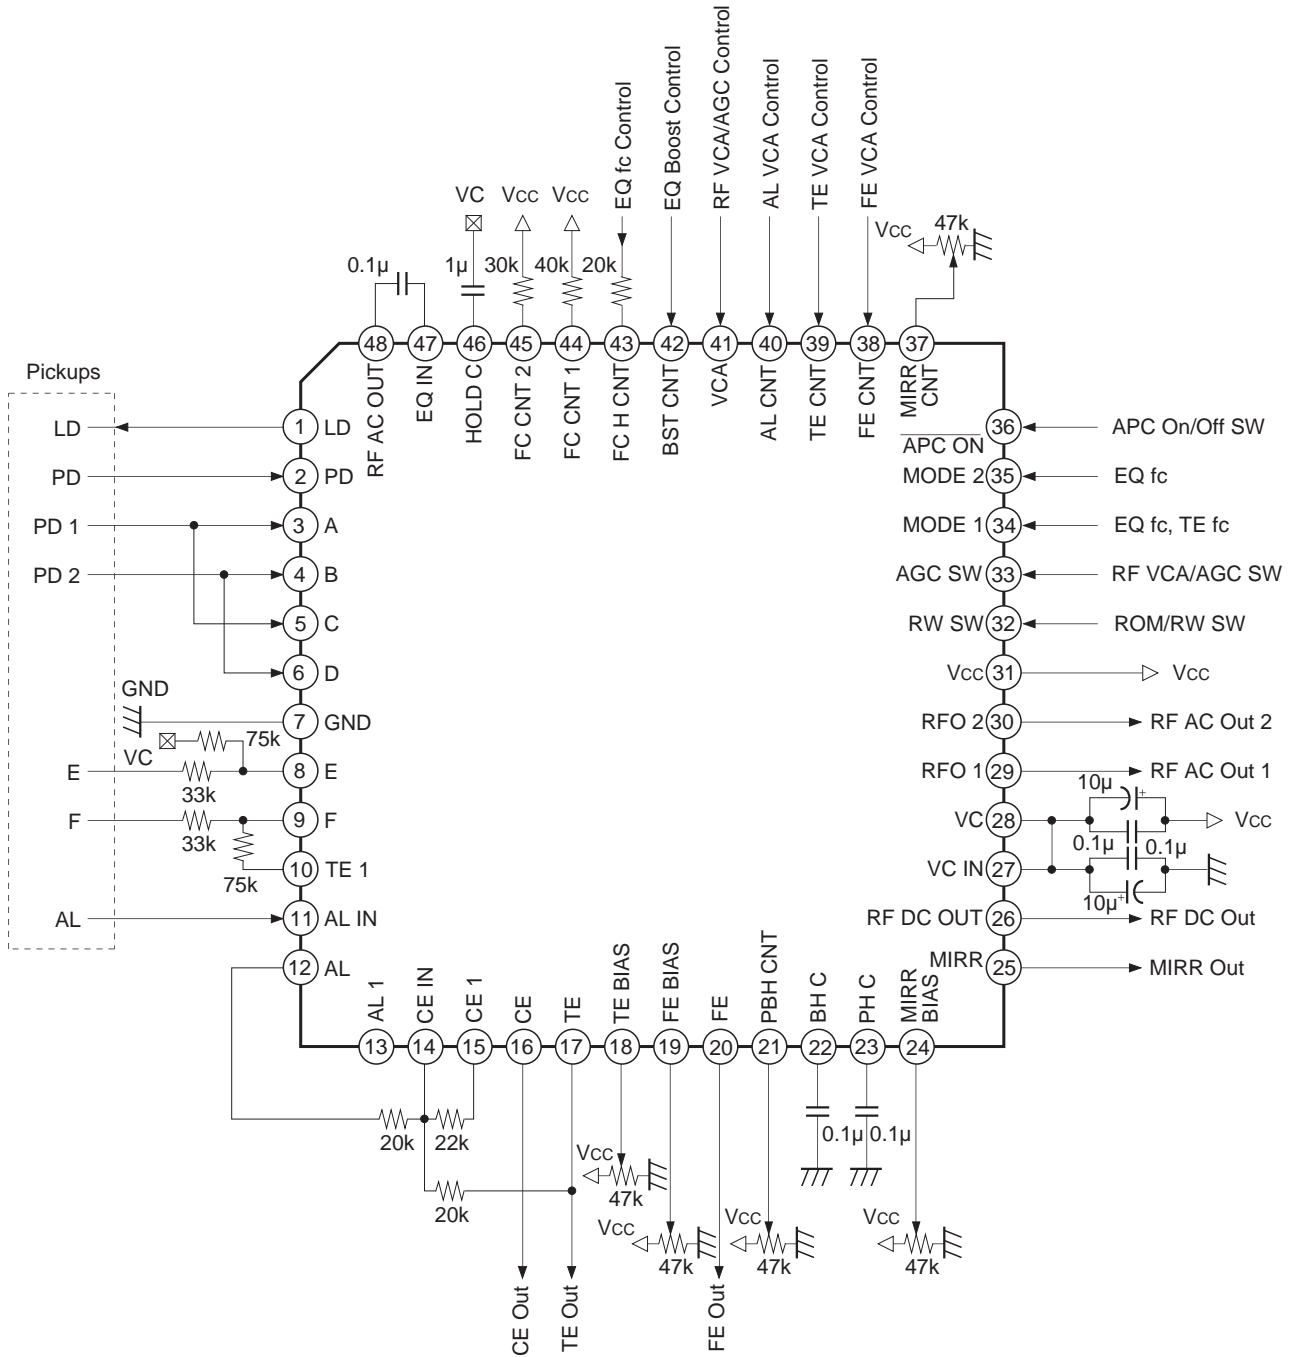 EQ fc Control
EQ Boost Control
RF VCA/AGC Control
AL VCA Control
TE VCA Control
FE VCA Control
VC
VCC
VCC
VCC
47k
0.1µ
1µ
30k
40k
20k
48
47
46
45
44
43
42
41
40
39
38
37
RF AC OUT
EQ IN
HOLD C
FC CNT 2
FC CNT 1
FC H CNT
BST CNT
VCA
AL CNT
TE CNT
FE CNT
MIRR
CNT
Pickups
LD
1
LD
PD
2
PD
PD 1
3
A
PD 2
4
B
5
C
6
D
GND
7
GND
75k
VC
E
8
E
33k
F
9
F
33k
10
TE 1
75k
AL
11
AL IN
12
AL
APC ON
36
APC On/Off SW
MODE 2
35
EQ fc
MODE 1
34
EQ fc, TE fc
AGC SW
33
RF VCA/AGC SW
RW SW
32
ROM/RW SW
VCC
31
VCC
RFO 2
30
RF AC Out 2
RFO 1
29
RF AC Out 1
10µ
+
VC
28
VCC
0.1µ
0.1µ
VC IN
27
10µ
+
RF DC OUT
26
RF DC Out
MIRR
25
MIRR Out
AL 1
CE IN
CE 1
CE
TE
TE BIAS
FE BIAS
FE
PBH CNT
BH C
PH C
MIRR
BIAS
13
14
15
16
17
18
19
20
21
22
23
24
20k
22k
0.1µ
0.1µ
VCC
47k
20k
VCC
47k
VCC
47k
VCC
47k
CE Out
TE Out
FE Out